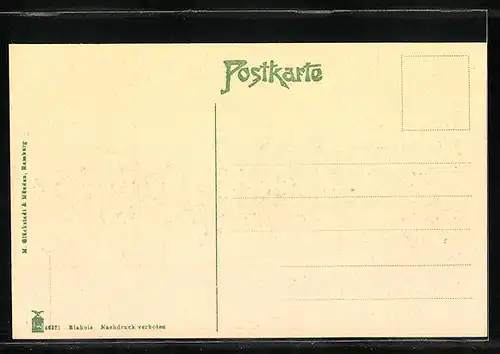 Postkarte
M. Glückstadt & Münden, Hamburg
Nachdruck verboten